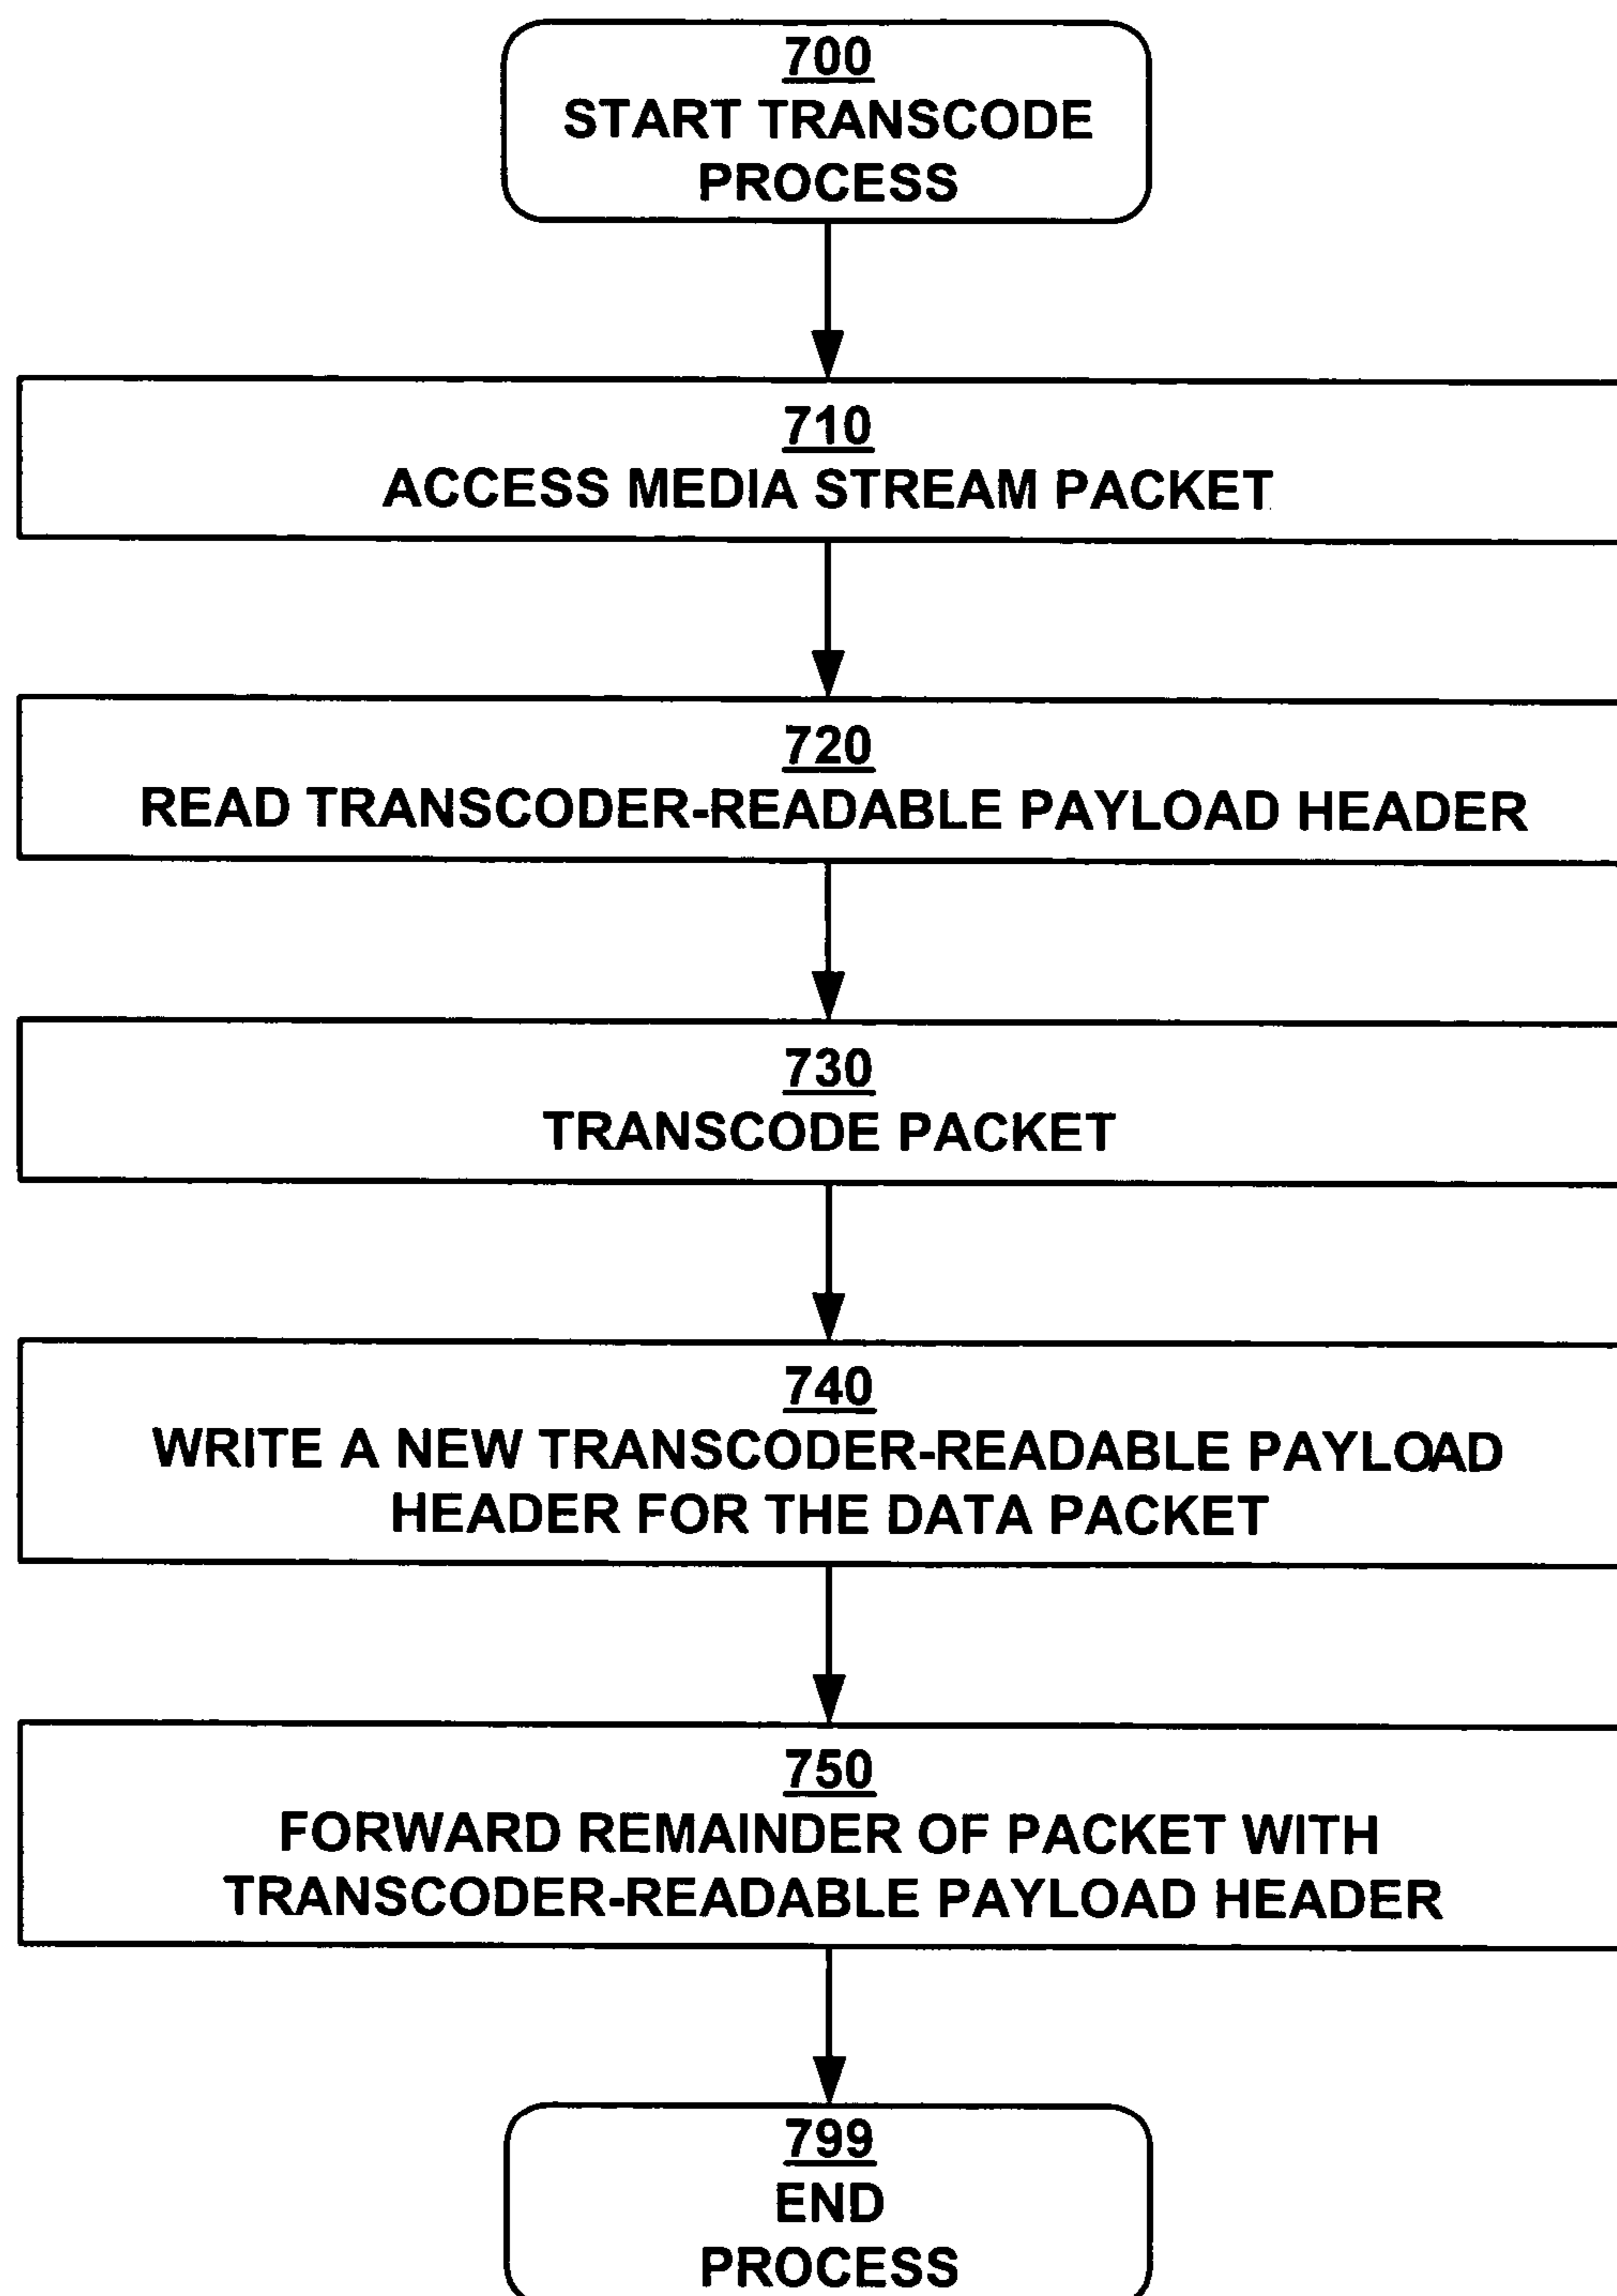 700
START TRANSCODE
PROCESS
710
ACCESS MEDIA STREAM PACKET
720
READ TRANSCODER-READABLE PAYLOAD HEADER
730
TRANSCODE PACKET
740
WRITE A NEW TRANSCODER-READABLE PAYLOAD
HEADER FOR THE DATA PACKET
750
FORWARD REMAINDER OF PACKET WITH
TRANSCODER-READABLE PAYLOAD HEADER
799
END
PROCESS